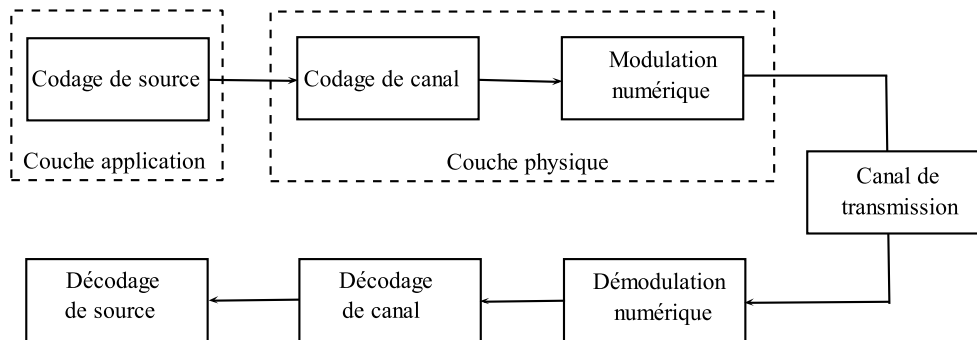 Codage de source
Couche application
Codage de canal
Modulation
numérique
Couche physique
Canal de
transmission
Décodage
de source
Décodage
de canal
Démodulation
numérique